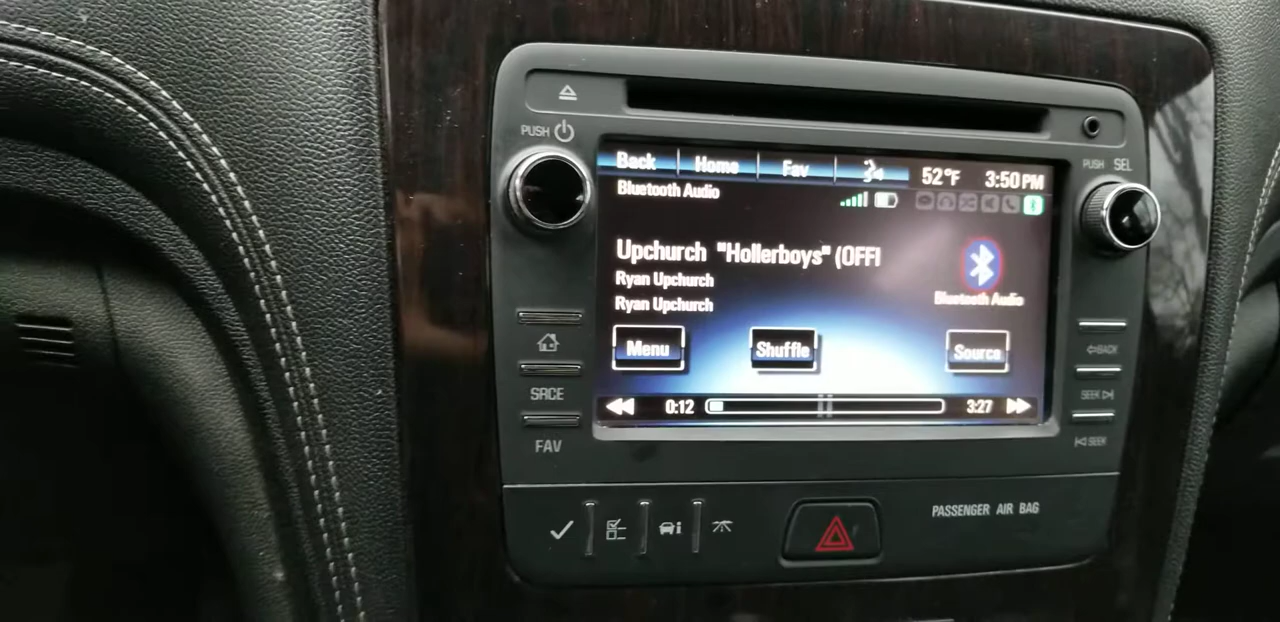 PUSH
Back Home Fav 52°F 3:50 PM
PUSH SEL
Bluetooth Audio
Upchurch "Hollerboys" (OFFI
Ryan Upchurch
Ryan Upchurch
Bluetooth Audio
Menu Shuffle Source
BACK
SRCE
SEEK
0:12 3:27
FAV
SEEK
PASSENGER AIR BAG